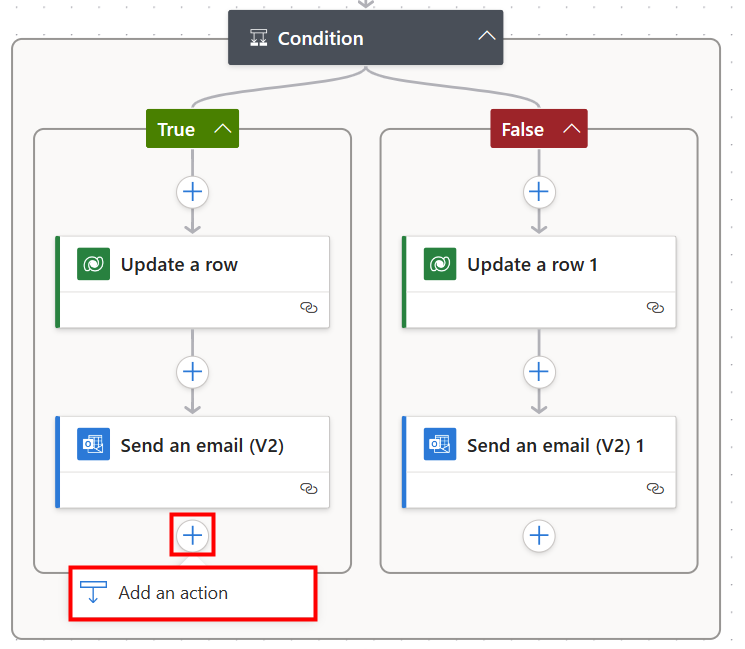 Condition
True
False
Update a row
Update a row 1
Send an email (V2)
Send an email (V2) 1
Add an action